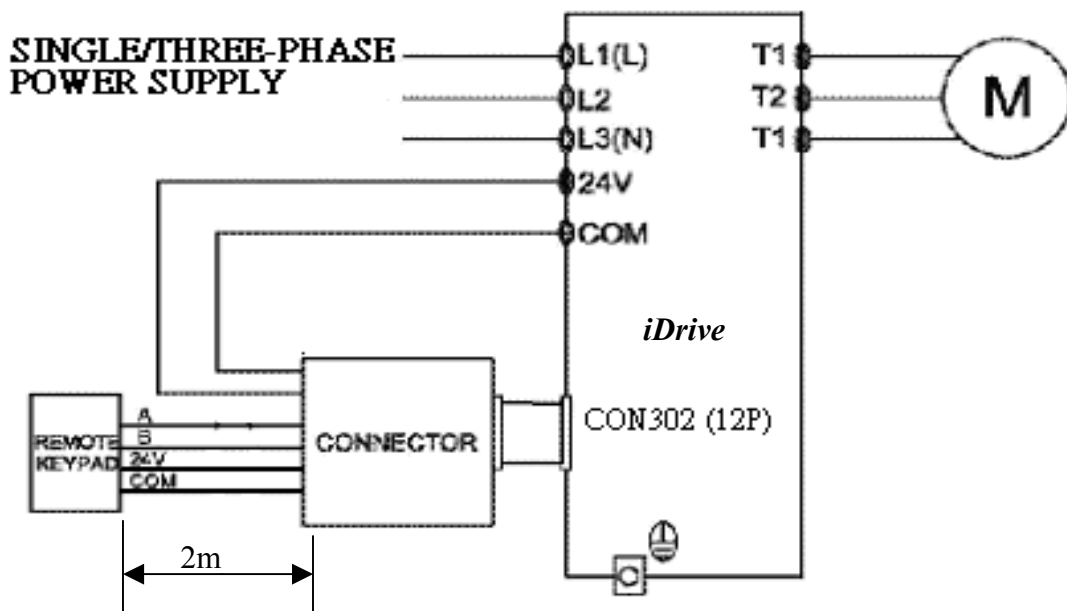 SINGLE/THREE-PHASE
POWER SUPPLY
L1(L)
L2
L3(N)
24V
COM
T1
T2
T1
M
iDrive
CON302 (12P)
CONNECTOR
REMOTE
KEYPAD
A
B
24V
COM
2m
C